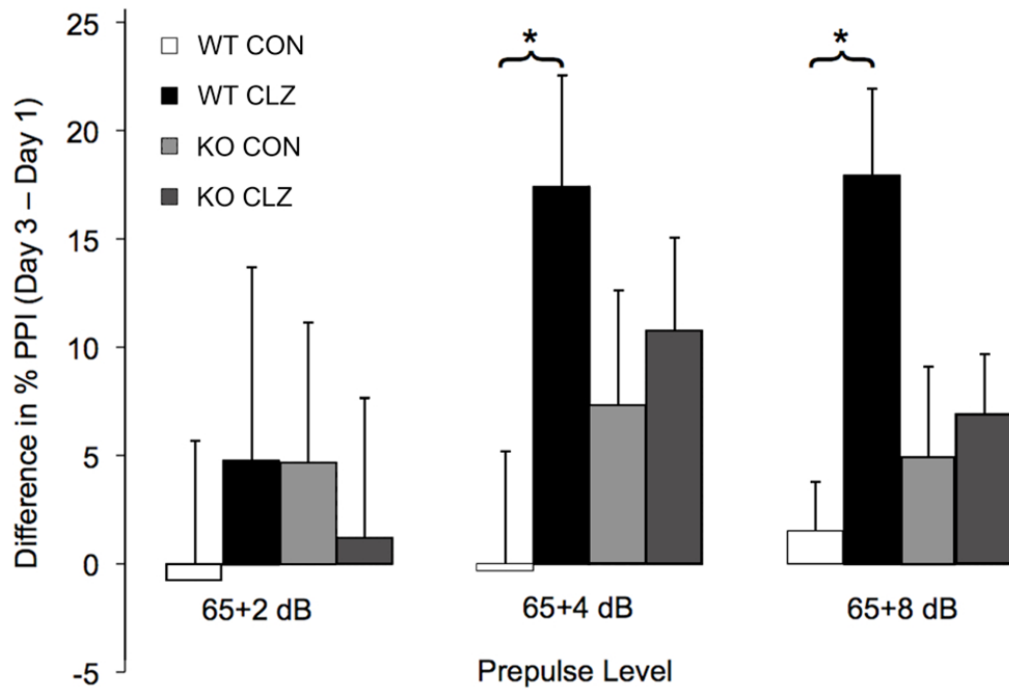 Difference in % PPI (Day 3 – Day 1)
25
20
15
10
5
0
-5
WT CON
WT CLZ
KO CON
KO CLZ
*
*
65+2 dB
65+4 dB
65+8 dB
Prepulse Level